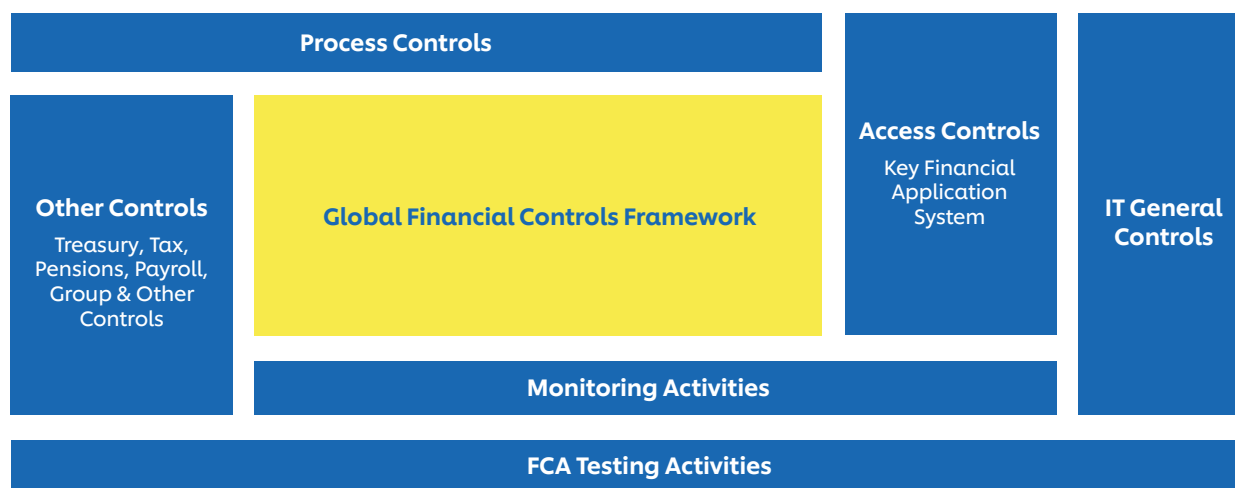 Process Controls
Other Controls
Treasury, Tax,
Pensions, Payroll,
Group & Other
Controls
Global Financial Controls Framework
Access Controls
Key Financial
Application
System
IT General
Controls
Monitoring Activities
FCA Testing Activities